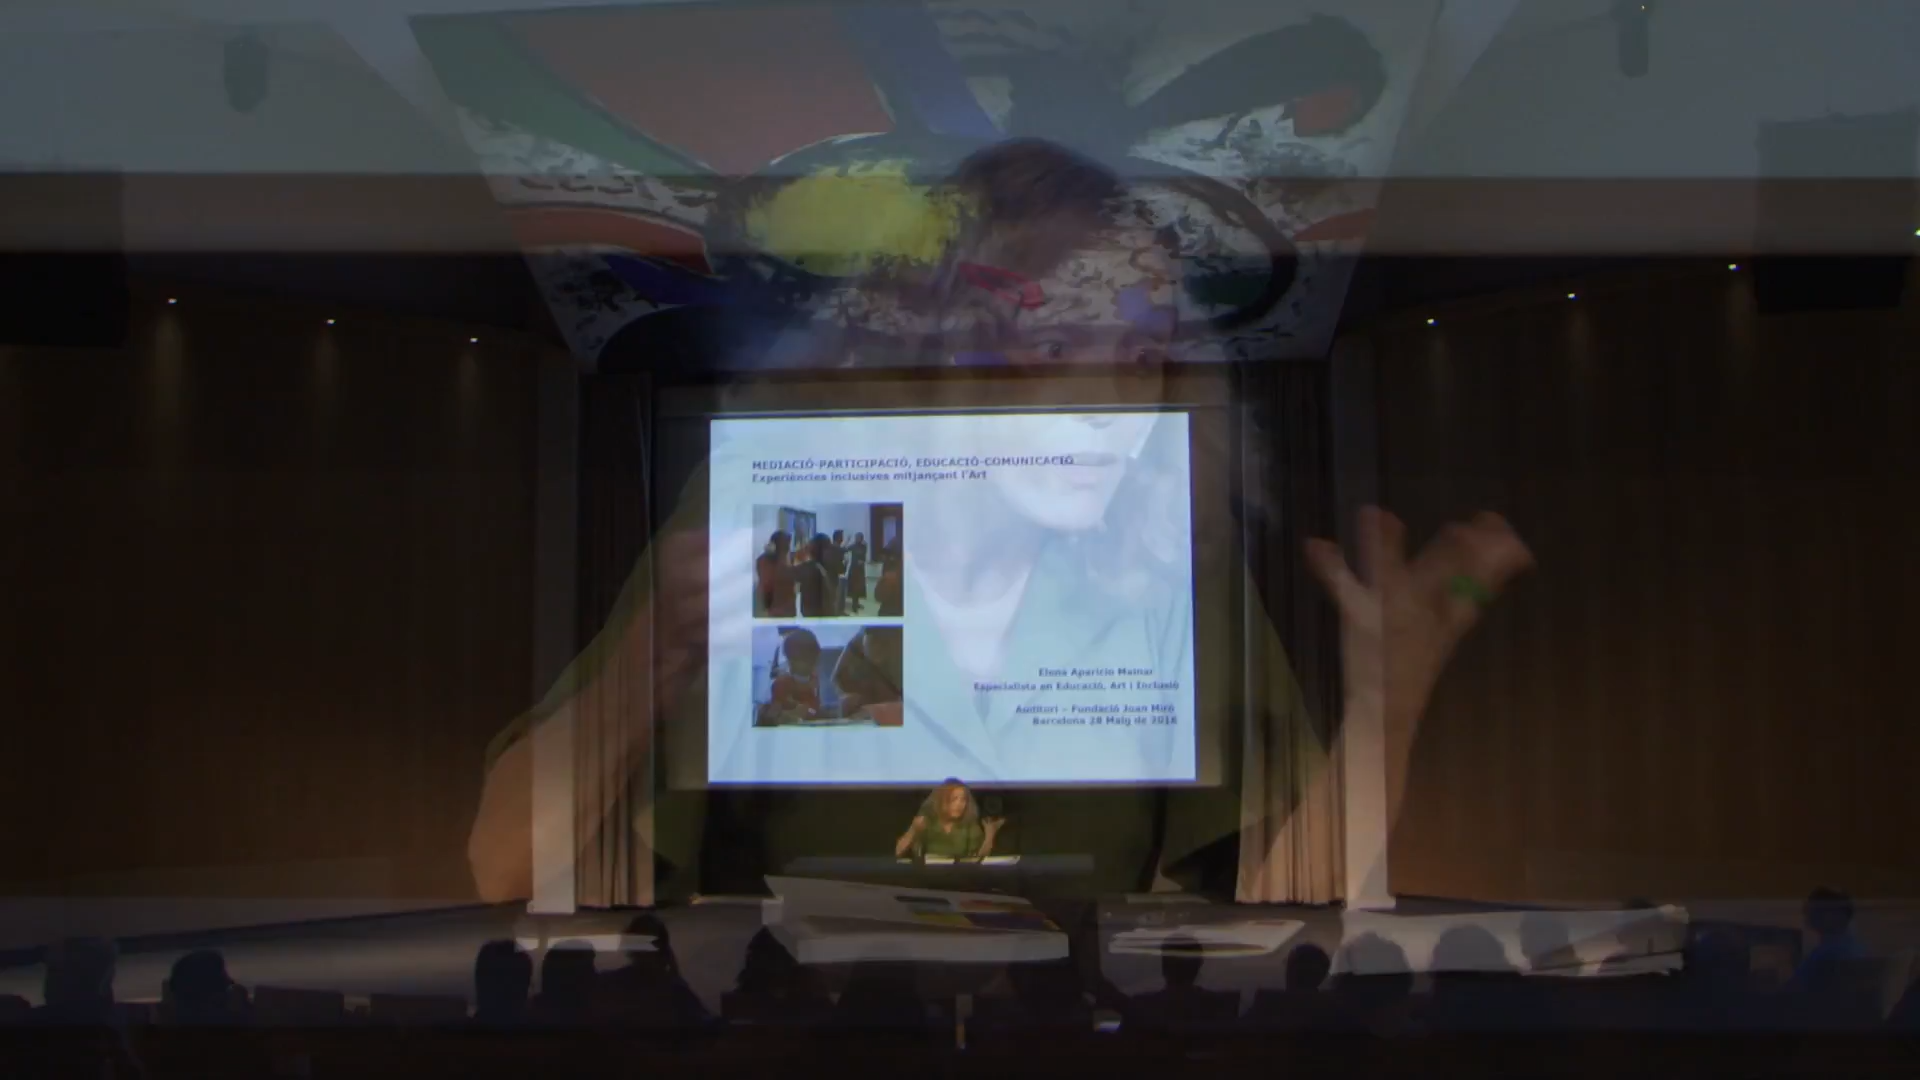 MEDIACIÓ-PARTICIPACIÓ, EDUCACIÓ-COMUNICACIÓ
Experiències inclusives mitjançant l'Art
Elena Aparicio Mainar
Especialista en Educació, Art i Inclusió
Auditori – Fundació Joan Miró
Barcelona 28 Maig de 2016